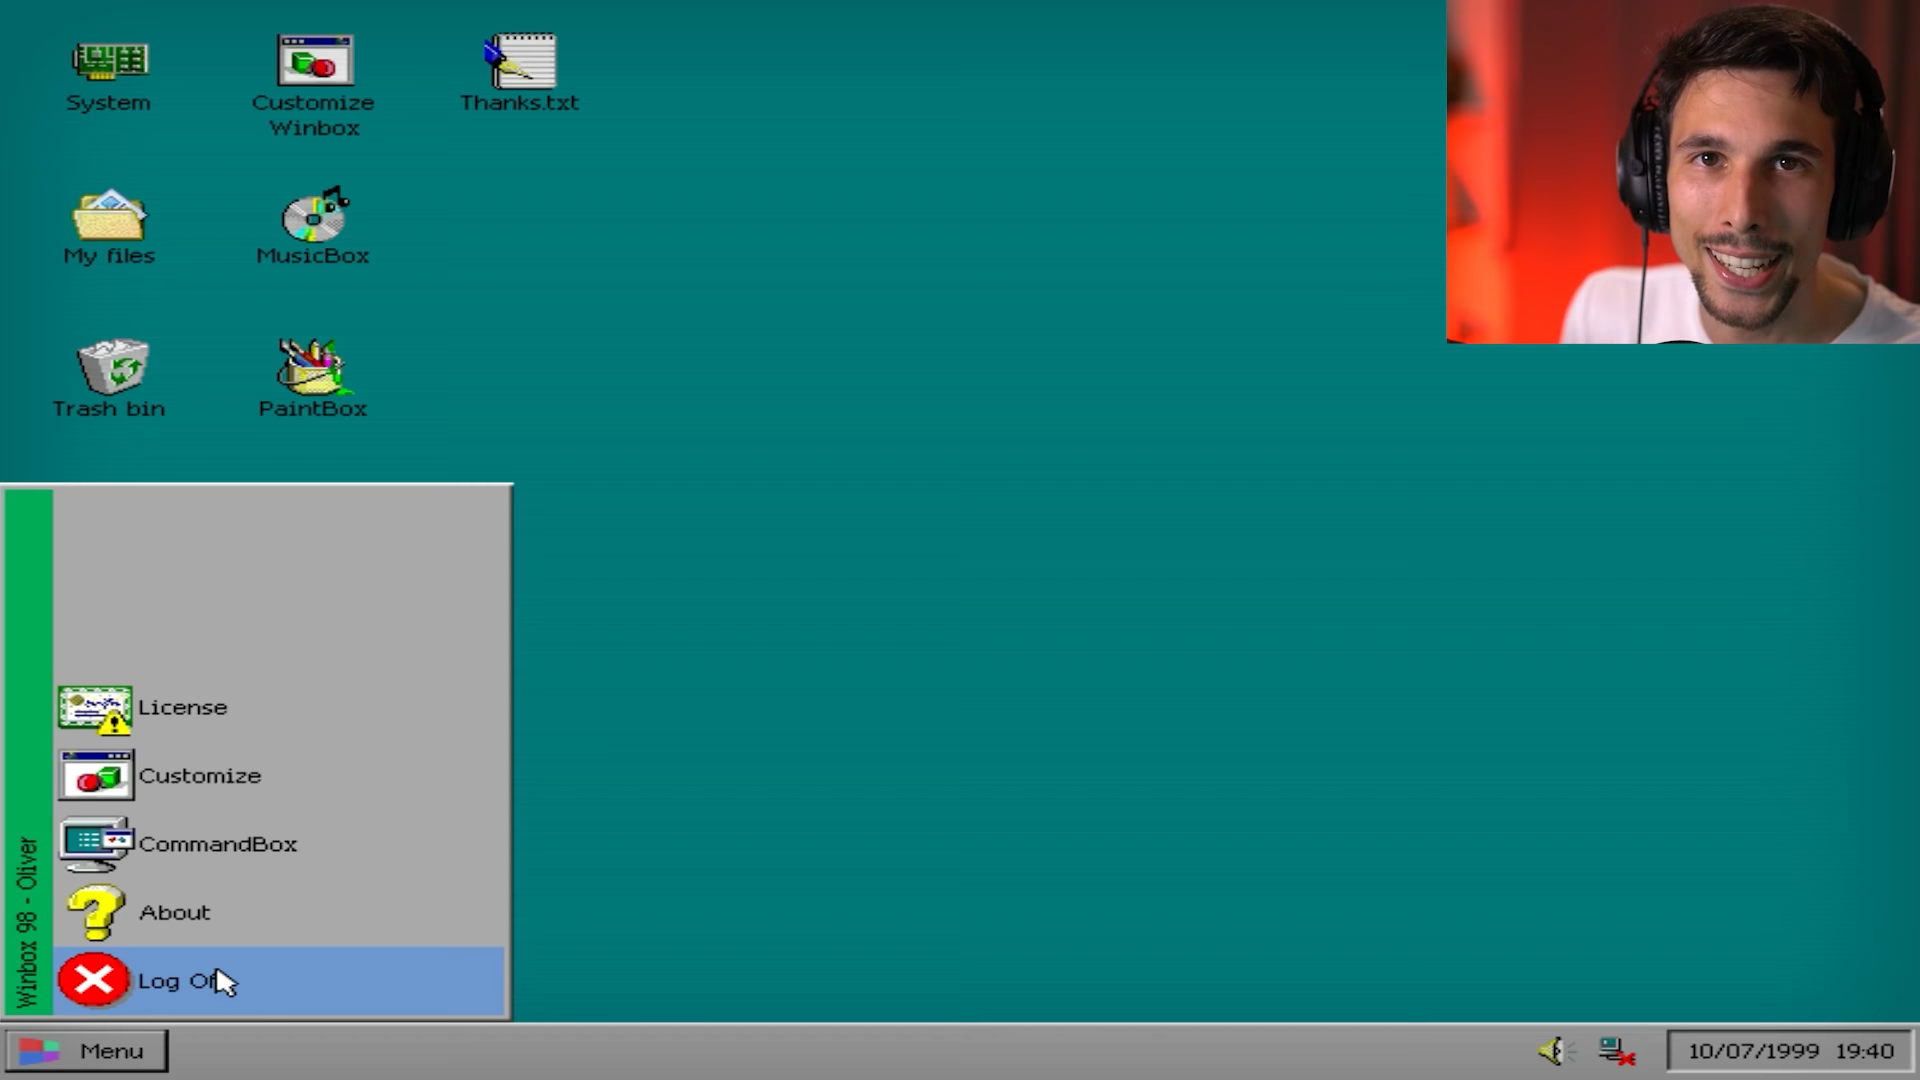 System
Customize
Winbox
Thanks.txt
My files
MusicBox
Trash bin
PaintBox
License
Customize
CommandBox
About
Log
Winbox 98 - Oliver
Menu
10/07/1999 19:40